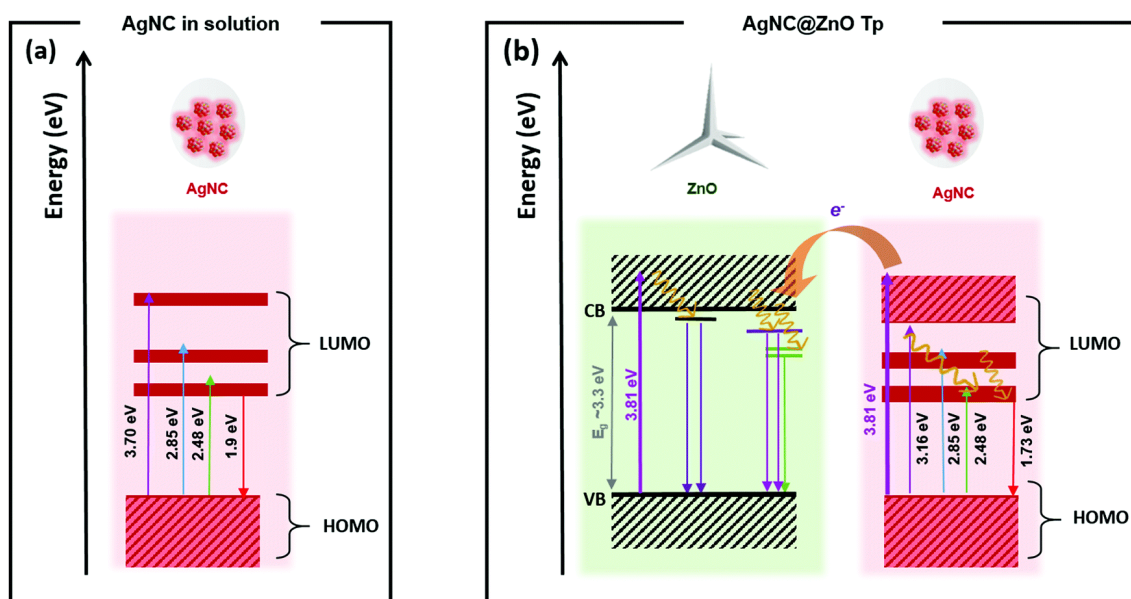 AgNC in solution
(a)
Energy (eV)
AgNC
LUMO
3.70 eV
2.85 eV
2.48 eV
1.9 eV
HOMO
AgNC@ZnO Tp
(b)
Energy (eV)
ZnO
AgNC
e-
CB
Eg ~3.3 eV
3.81 eV
VB
LUMO
3.81 eV
3.16 eV
2.85 eV
2.48 eV
1.73 eV
HOMO